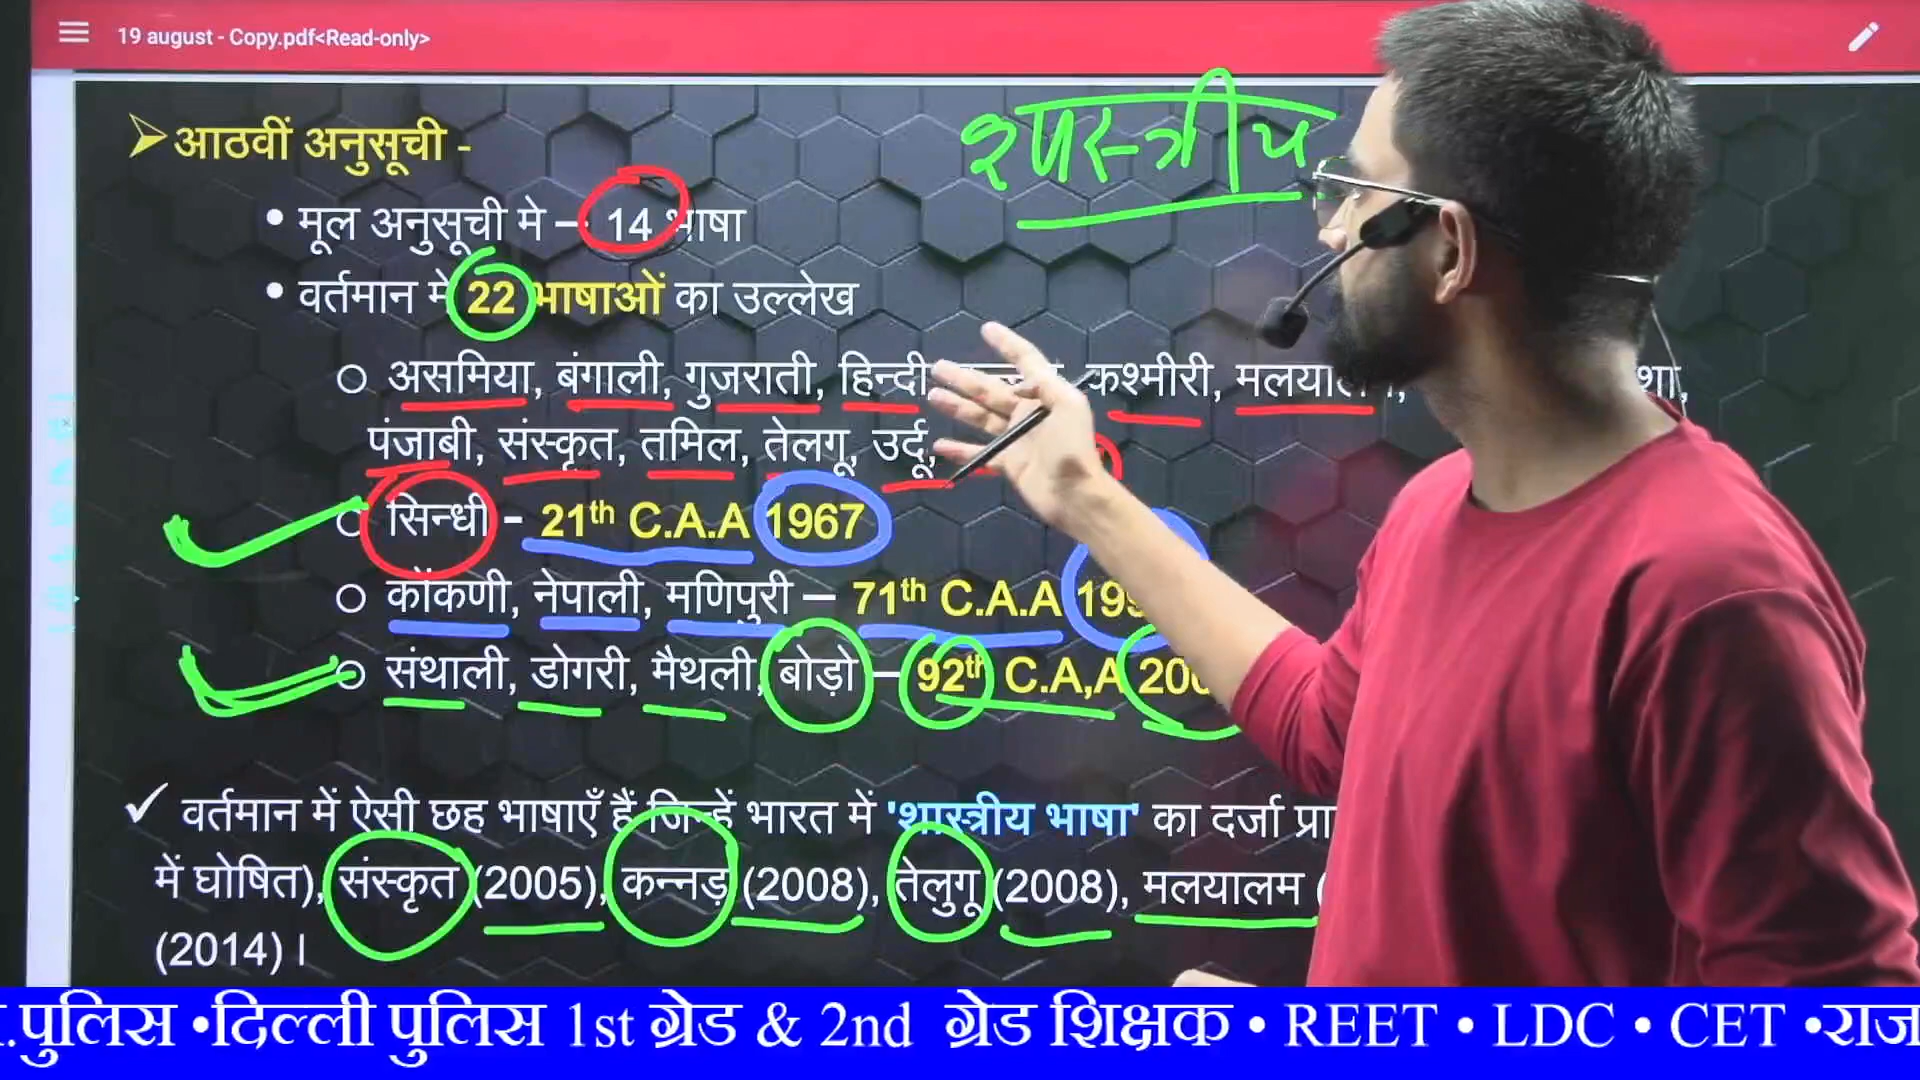 19 august - Copy.pdf<Read-only>
शास्त्रीय
आठवीं अनुसूची -
• मूल अनुसूची मे – 14 भाषा
• वर्तमान मे 22 भाषाओं का उल्लेख
असमिया, बंगाली, गुजराती, हिन्दी, कश्मीरी,
पंजाबी, संस्कृत, तमिल, तेलगू, उर्दू,
सिन्धी - 21th C.A.A 1967
कोंकणी, नेपाली, मणिपुरी – 71th C.A.A
संथाली, डोगरी, मैथली, बोड़ो – 92th C.A,A
✓ वर्तमान में ऐसी छह भाषाएँ हैं जिन्हें भारत में 'शास्त्रीय भाषा' का दर्जा
में घोषित), संस्कृत (2005), कन्नड़ (2008), तेलुगू (2008), मलयालम
(2014)।
पुलिस •दिल्ली पुलिस 1st ग्रेड & 2nd ग्रेड शिक्षक • REET • LDC • CET •राज